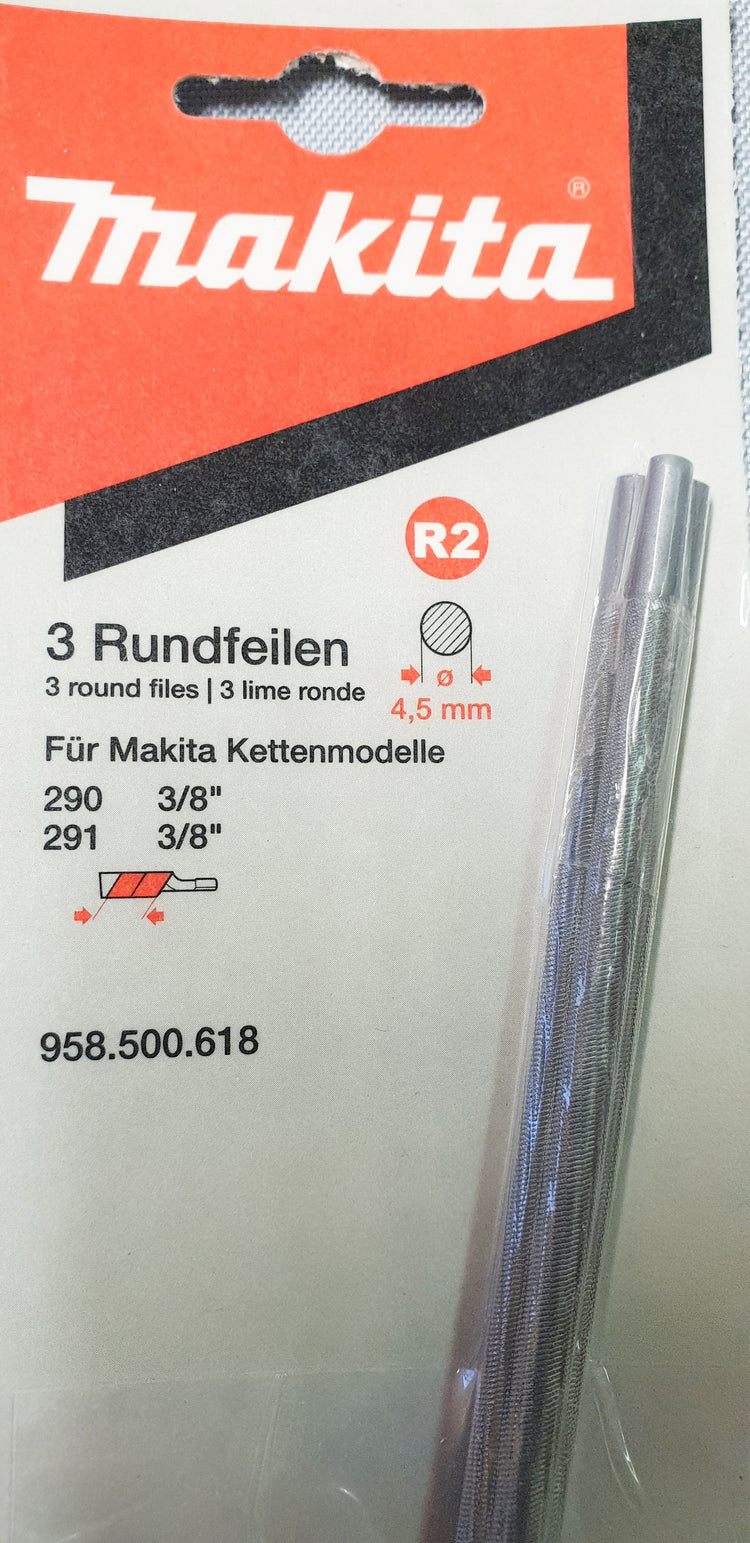 makita®
R2
3 Rundfeilen
3 round files | 3 lime ronde
ø
4,5 mm
Für Makita Kettenmodelle
290 3/8"
291 3/8"
958.500.618